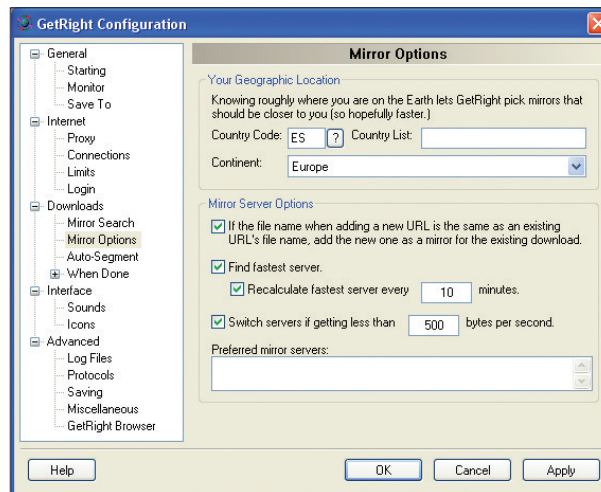 GetRight Configuration
General
Starting
Monitor
Save To
Internet
Proxy
Connections
Limits
Login
Downloads
Mirror Search
Mirror Options
Auto-Segment
When Done
Interface
Sounds
Icons
Advanced
Log Files
Protocols
Saving
Miscellaneous
GetRight Browser
Mirror Options
Your Geographic Location
Knowing roughly where you are on the Earth lets GetRight pick mirrors that
should be closer to you (so hopefully faster.)
Country Code: ES ? Country List:
Continent: Europe
Mirror Server Options
If the file name when adding a new URL is the same as an existing
URL's file name, add the new one as a mirror for the existing download.
Find fastest server.
Recalculate fastest server every 10 minutes.
Switch servers if getting less than 500 bytes per second.
Preferred mirror servers:
Help OK Cancel Apply